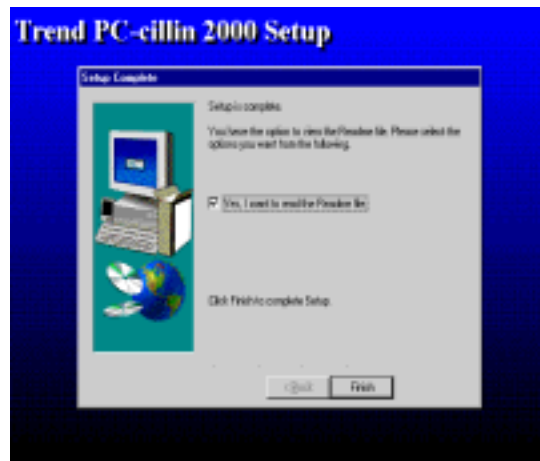 Trend PC-cillin 2000 Setup
Setup Complete
Setup is complete.
You have the option to view the Readme file. Please select the
options you want from the following.
Yes, I want to read the Readme file
Click Finish to complete Setup.
< Back
Finish